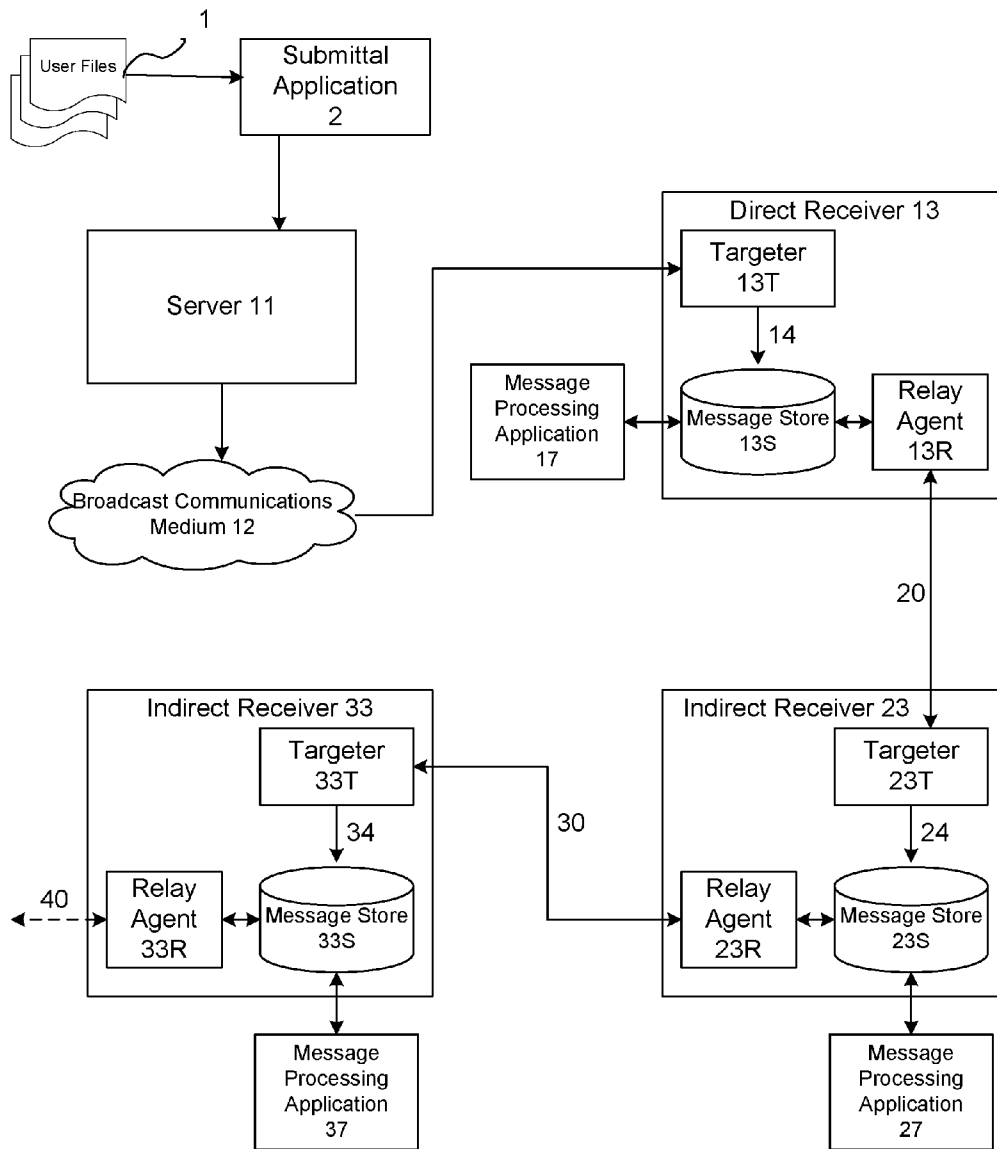 1
User Files
Submittal
Application
2
Server 11
Broadcast Communications
Medium 12
Direct Receiver 13
Targeter
13T
14
Message
Processing
Application
17
Message Store
13S
Relay
Agent
13R
20
Indirect Receiver 33
Targeter
33T
34
40
Relay
Agent
33R
Message Store
33S
Message
Processing
Application
37
30
Indirect Receiver 23
Targeter
23T
24
Relay
Agent
23R
Message Store
23S
Message
Processing
Application
27